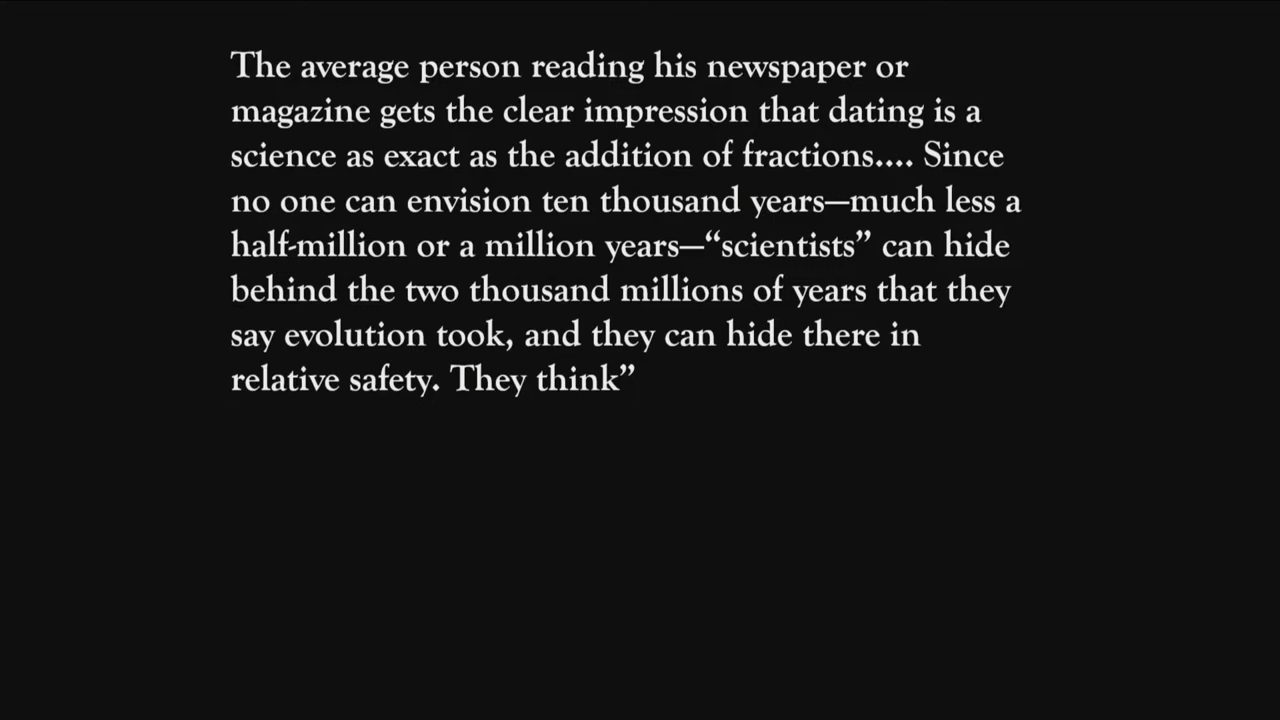 The average person reading his newspaper or
magazine gets the clear impression that dating is a
science as exact as the addition of fractions.... Since
no one can envision ten thousand years—much less a
half-million or a million years—“scientists” can hide
behind the two thousand millions of years that they
say evolution took, and they can hide there in
relative safety. They think”